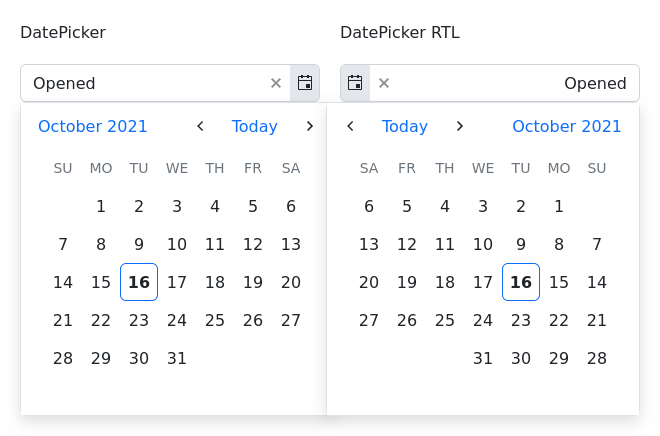 DatePicker DatePicker RTL
Opened Opened
October 2021 Today Today October 2021
SU MO TU WE TH FR SA SA FR TH WE TU MO SU
1 2 3 4 5 6 6 5 4 3 2 1
7 8 9 10 11 12 13 13 12 11 10 9 8 7
14 15 16 17 18 19 20 20 19 18 17 16 15 14
21 22 23 24 25 26 27 27 26 25 24 23 22 21
28 29 30 31 31 30 29 28